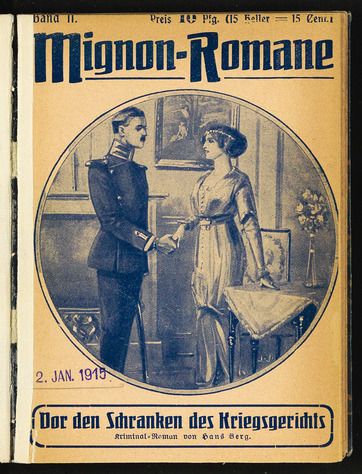 Band 11. Preis 10 Pfg. (15 Heller = 15 Cent.)
Mignon-Romane
2. JAN. 1915
Vor den Schranken des Kriegsgerichts
Kriminal-Roman von Hans Berg.